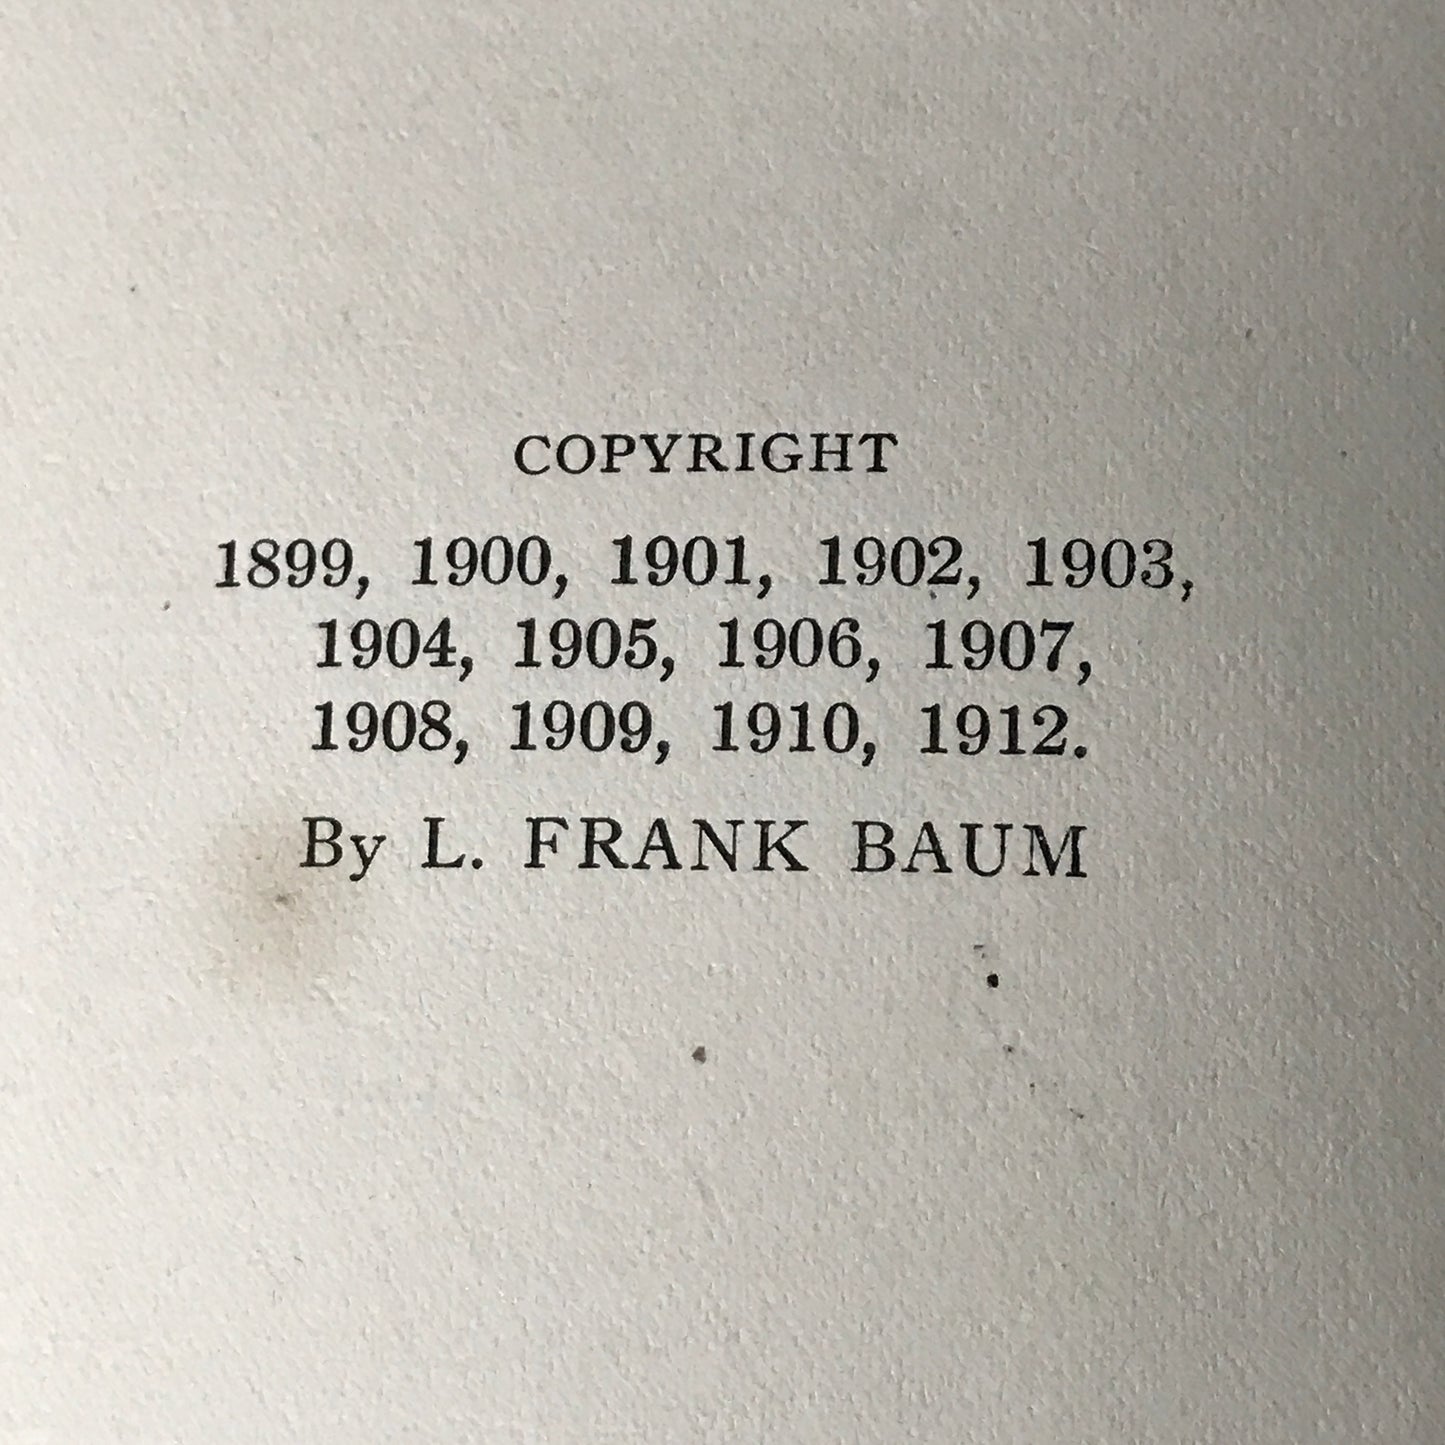 COPYRIGHT
1899, 1900, 1901, 1902, 1903,
1904, 1905, 1906, 1907,
1908, 1909, 1910, 1912.
By L. FRANK BAUM